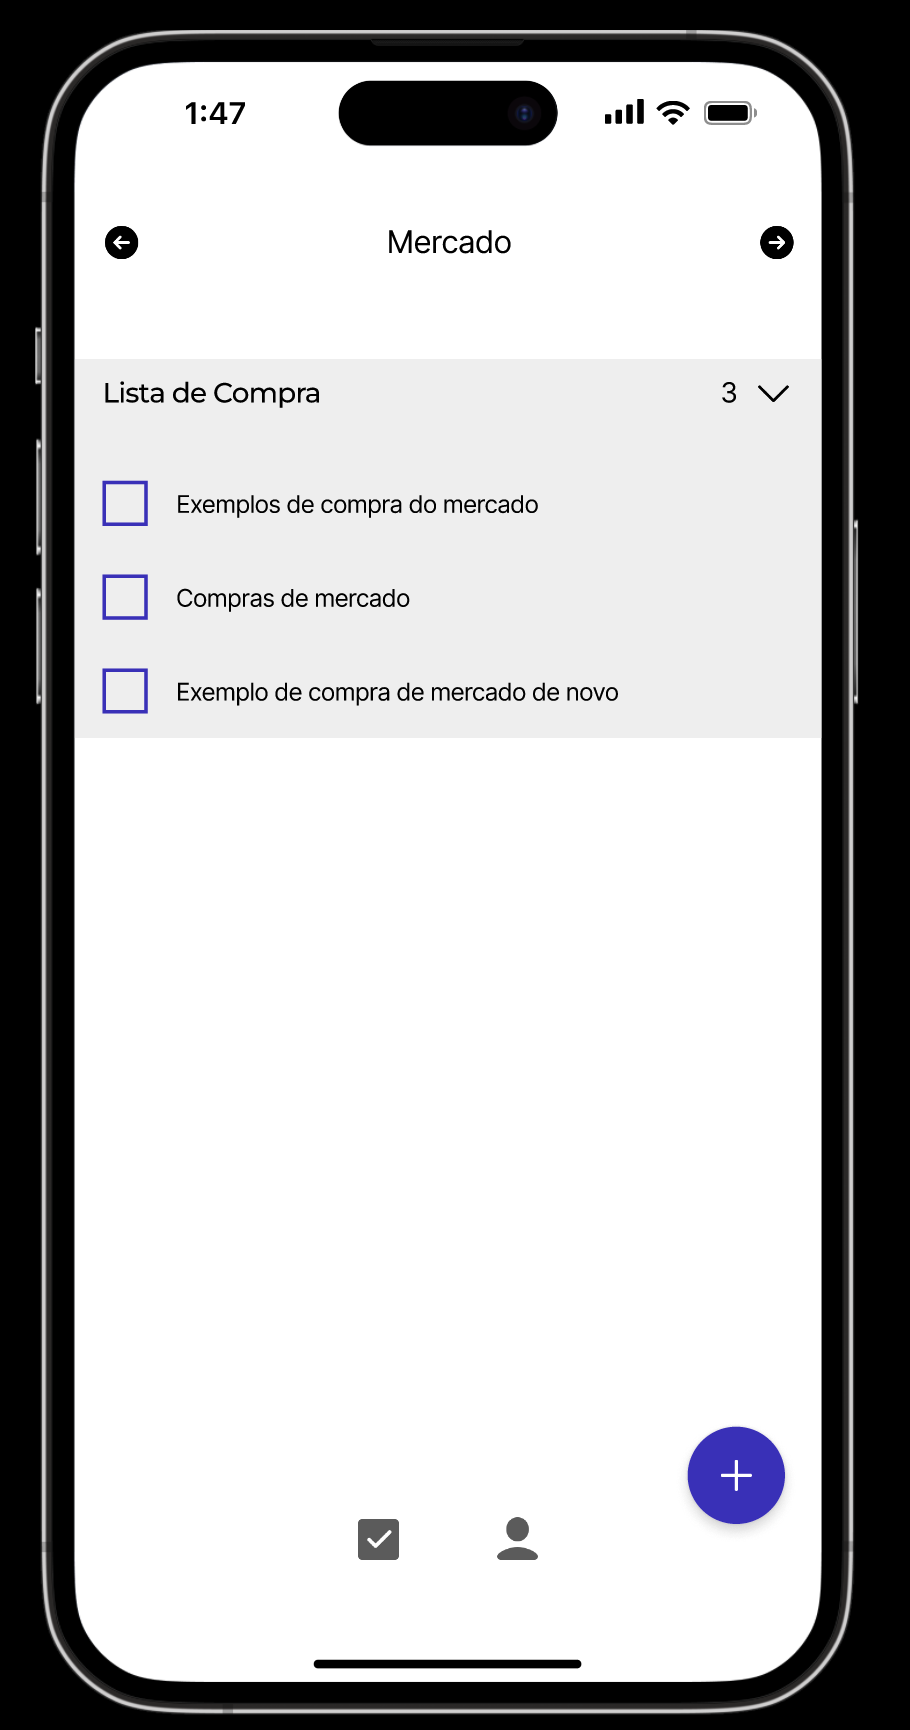 1:47
Mercado
Lista de Compra 3
Exemplos de compra do mercado
Compras de mercado
Exemplo de compra de mercado de novo